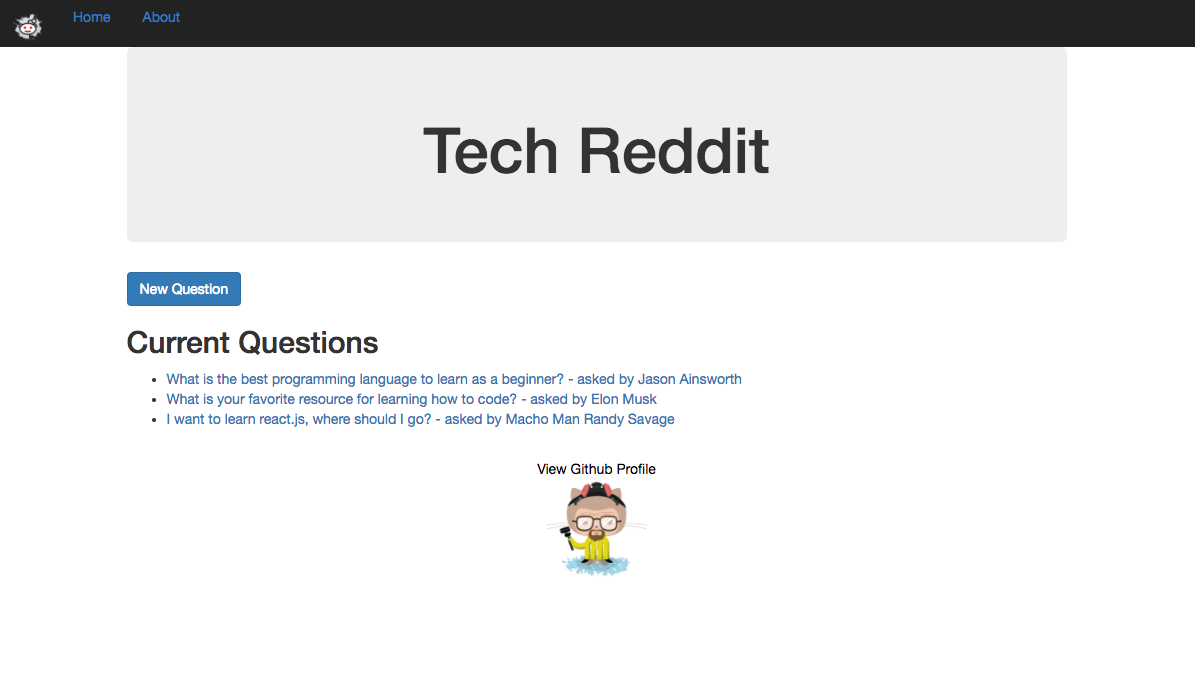 Home About
Tech Reddit
New Question
Current Questions
What is the best programming language to learn as a beginner? - asked by Jason Ainsworth
What is your favorite resource for learning how to code? - asked by Elon Musk
I want to learn react.js, where should I go? - asked by Macho Man Randy Savage
View Github Profile